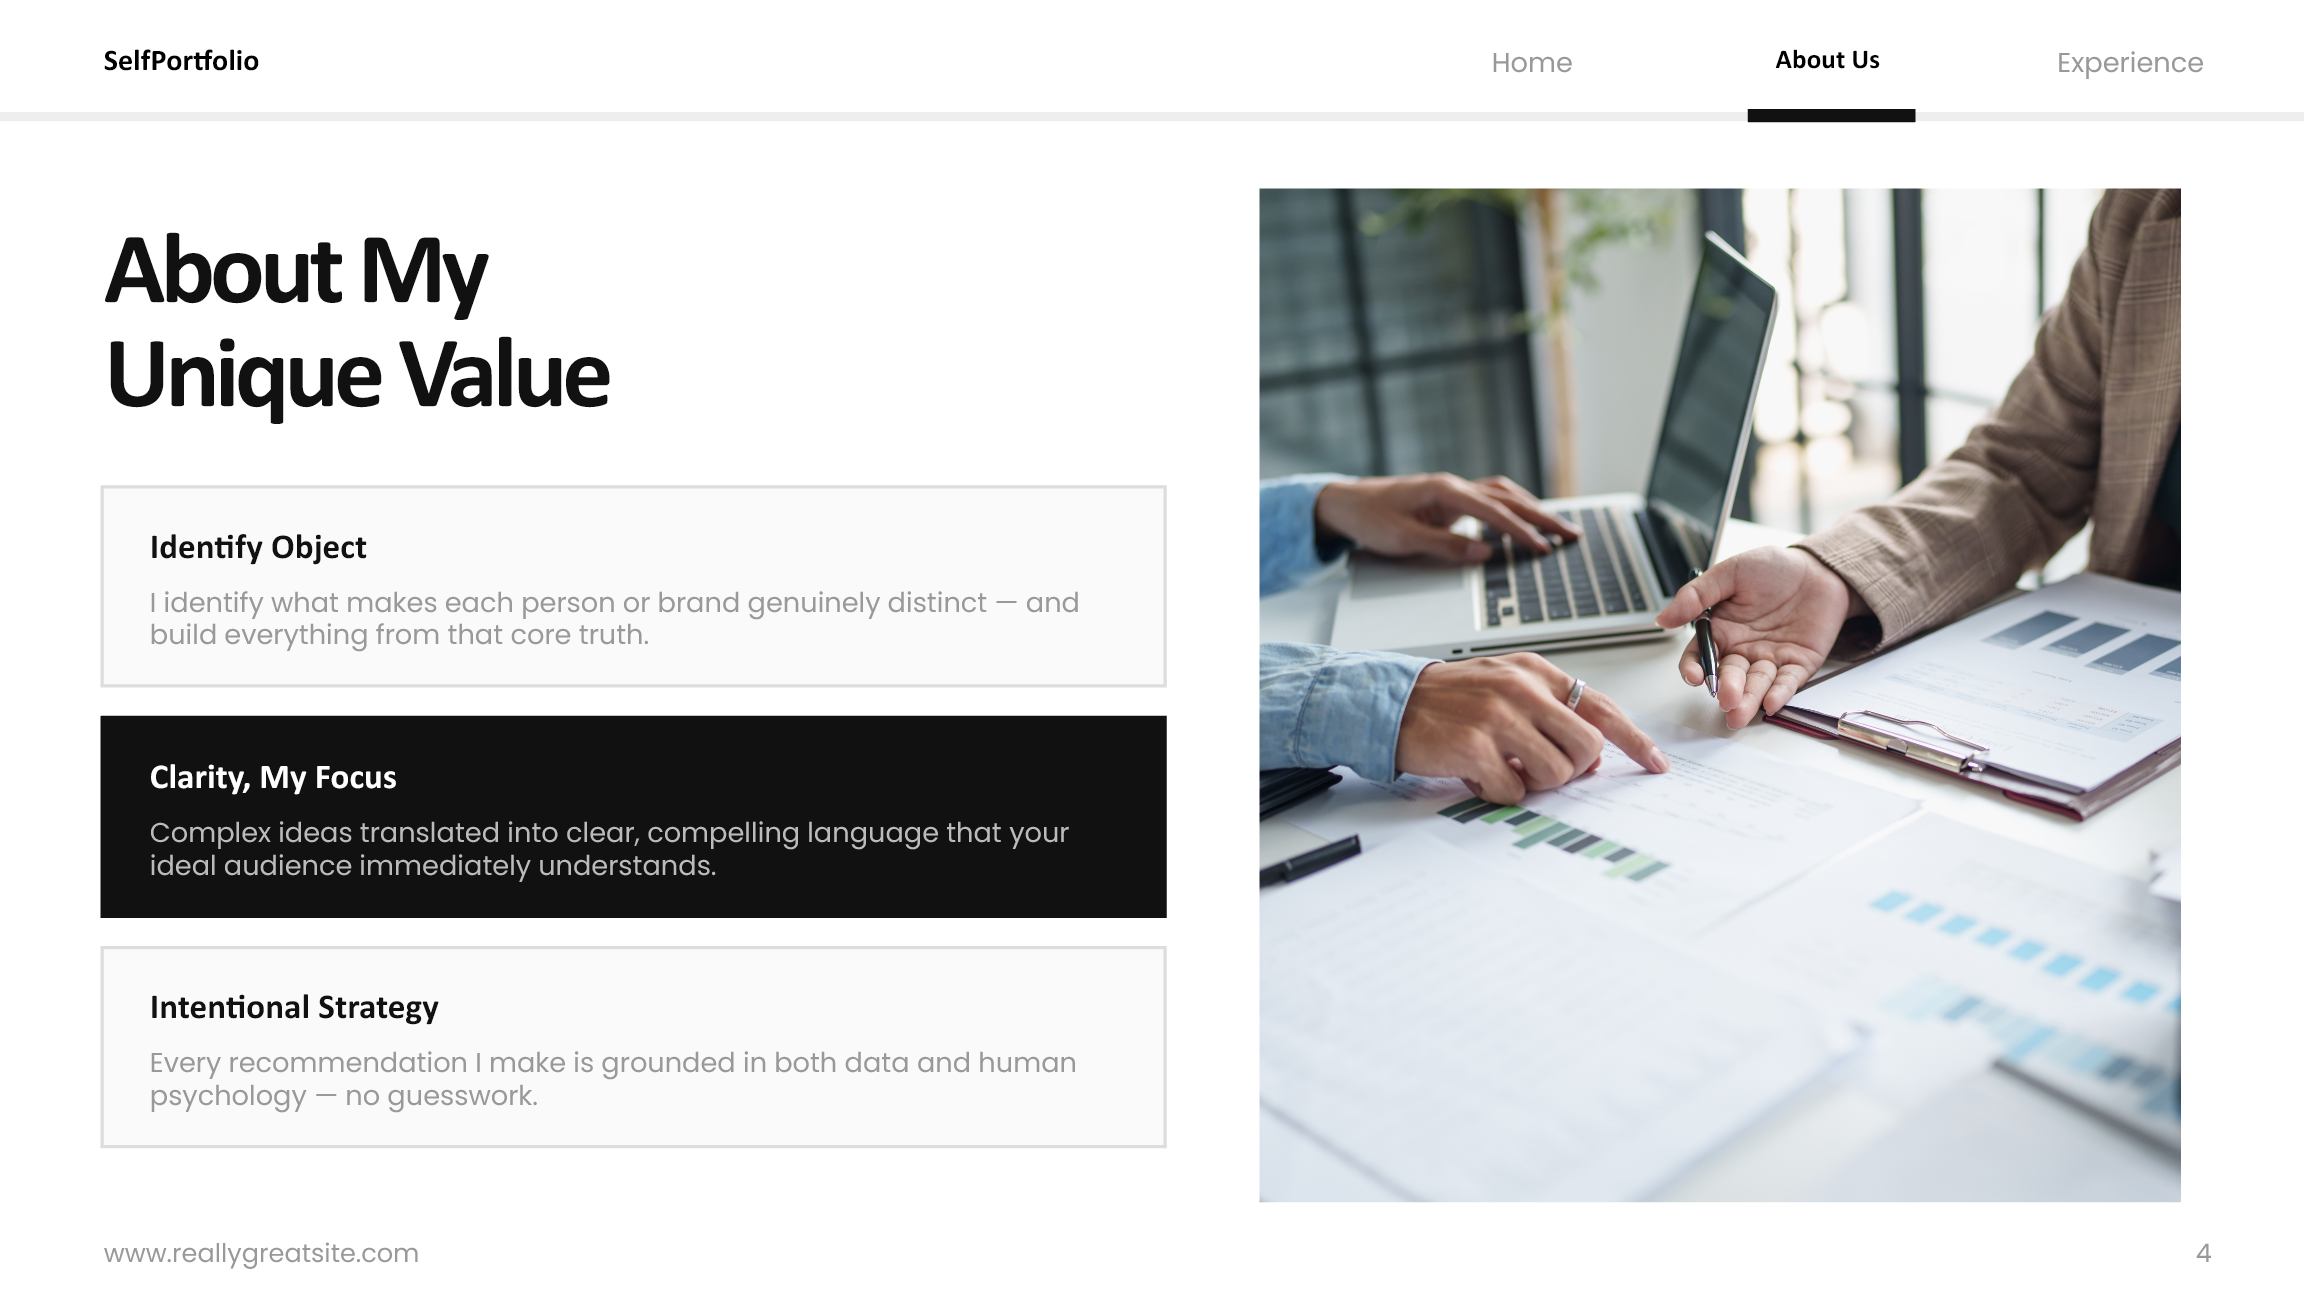 SelfPortfolio
Home
About Us
Experience
About My
Unique Value
Identify Object
I identify what makes each person or brand genuinely distinct — and
build everything from that core truth.
Clarity, My Focus
Complex ideas translated into clear, compelling language that your
ideal audience immediately understands.
Intentional Strategy
Every recommendation I make is grounded in both data and human
psychology — no guesswork.
www.reallygreatsite.com
4